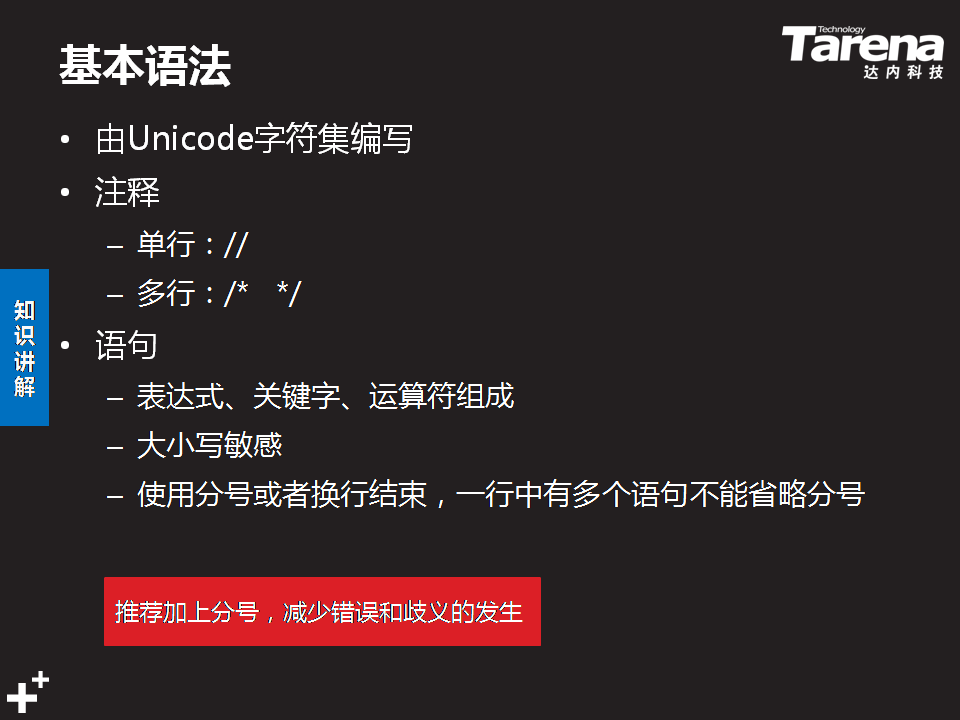 基本语法
Technology
Tarena
达内科技
• 由Unicode字符集编写
• 注释
– 单行：//
– 多行：/*   */
• 语句
– 表达式、关键字、运算符组成
– 大小写敏感
– 使用分号或者换行结束，一行中有多个语句不能省略分号
知识讲解
推荐加上分号，减少错误和歧义的发生